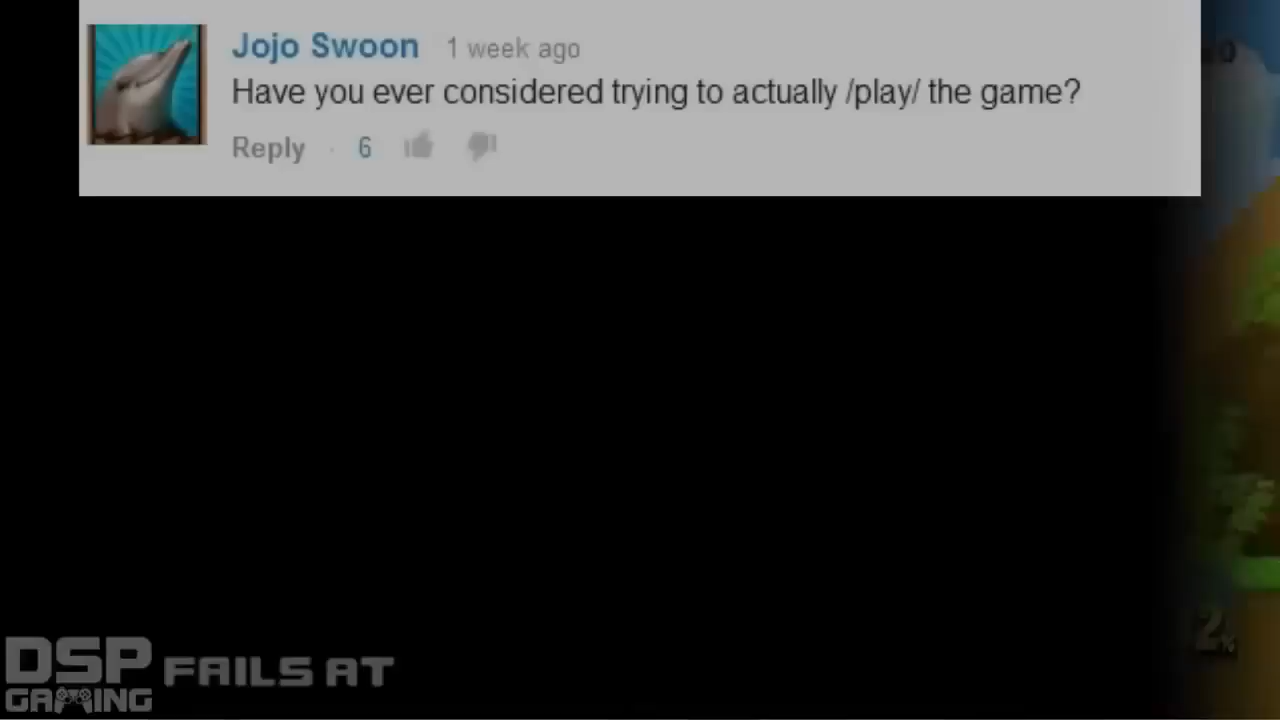 Jojo Swoon 1 week ago
Have you ever considered trying to actually /play/ the game?
Reply · 6
DSP
GAMING
FAILS AT
2%